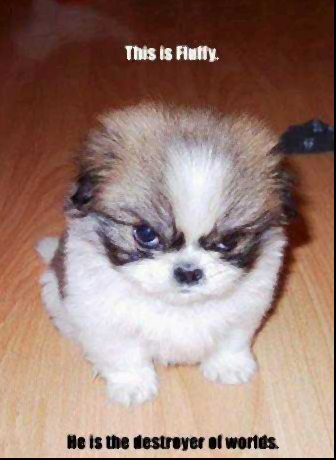 This is Fluffy.
He is the destroyer of worlds.